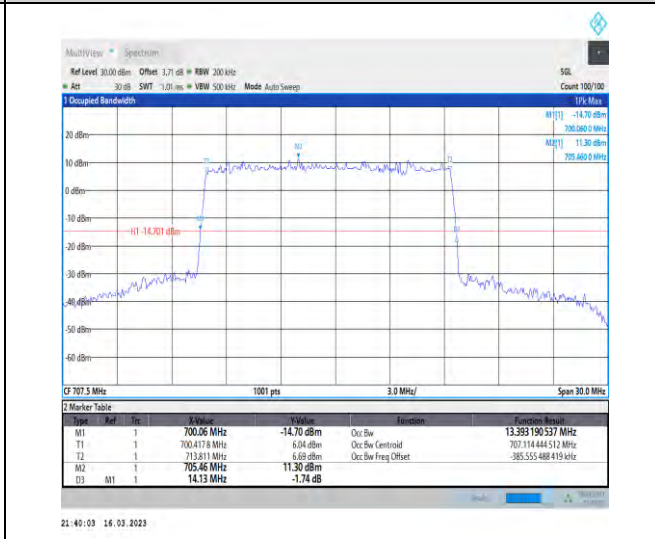 MultiView Spectrum
Ref Level 30.00 dBm Offset 3.71 dB RBW 200 kHz SGL
Att 30 dB SWT 1.01 ms VBW 500 kHz Mode Auto Sweep Count 100/100
1 Occupied Bandwidth 1Pk Max
M1[1] -14.70 dBm
700.060 0 MHz
M2[1] 11.30 dBm
705.460 0 MHz
20 dBm
M2
T1 T2
10 dBm
0 dBm
-10 dBm
M1
H1 -14.701 dBm
D3
-20 dBm
-30 dBm
-40 dBm
-50 dBm
-60 dBm
CF 707.5 MHz 1001 pts 3.0 MHz/ Span 30.0 MHz
2 Marker Table
Type Ref Trc X-Value Y-Value Function Function Result
M1 1 700.06 MHz -14.70 dBm Occ Bw 13.393 190 537 MHz
T1 1 700.417 8 MHz 6.04 dBm Occ Bw Centroid 707.114 444 512 MHz
T2 1 713.811 MHz 6.69 dBm Occ Bw Freq Offset -385.555 488 419 kHz
M2 1 705.46 MHz 11.30 dBm
D3 M1 1 14.13 MHz -1.74 dB
21:40:03 16.03.2023